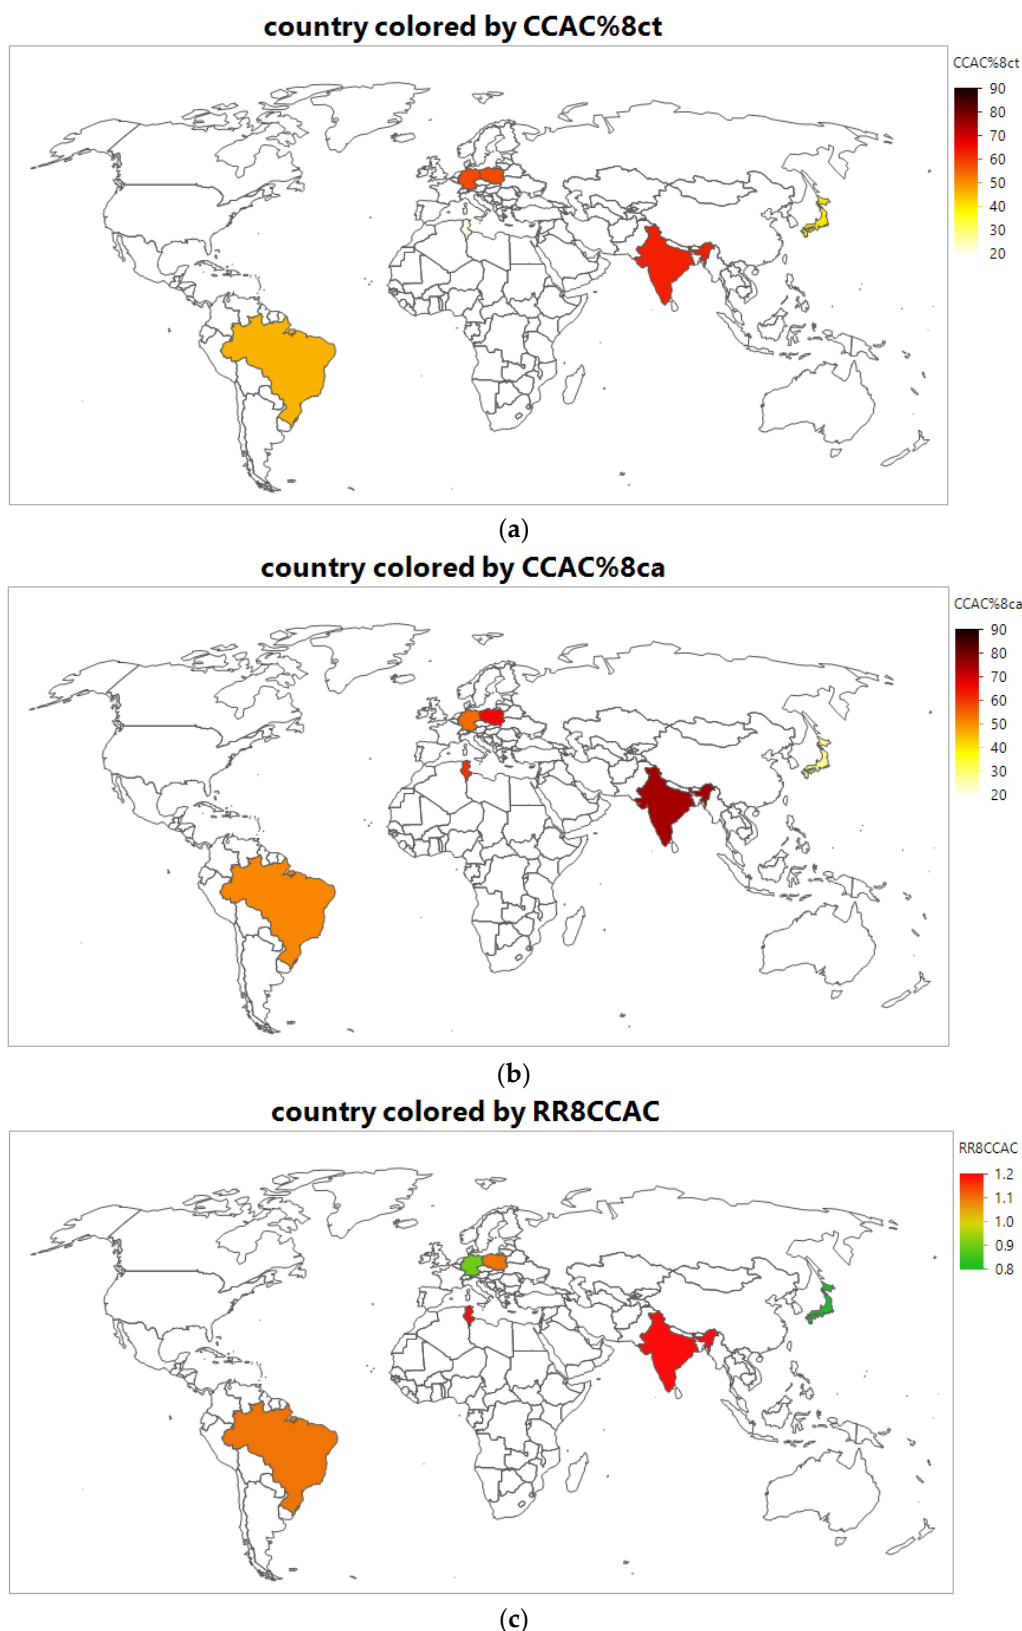 country colored by CCAC%8ct
CCAC%8ct
90
80
70
60
50
40
30
20
(a)
country colored by CCAC%8ca
CCAC%8ca
90
80
70
60
50
40
30
20
(b)
country colored by RR8CCAC
RR8CCAC
1.2
1.1
1.0
0.9
0.8
(c)